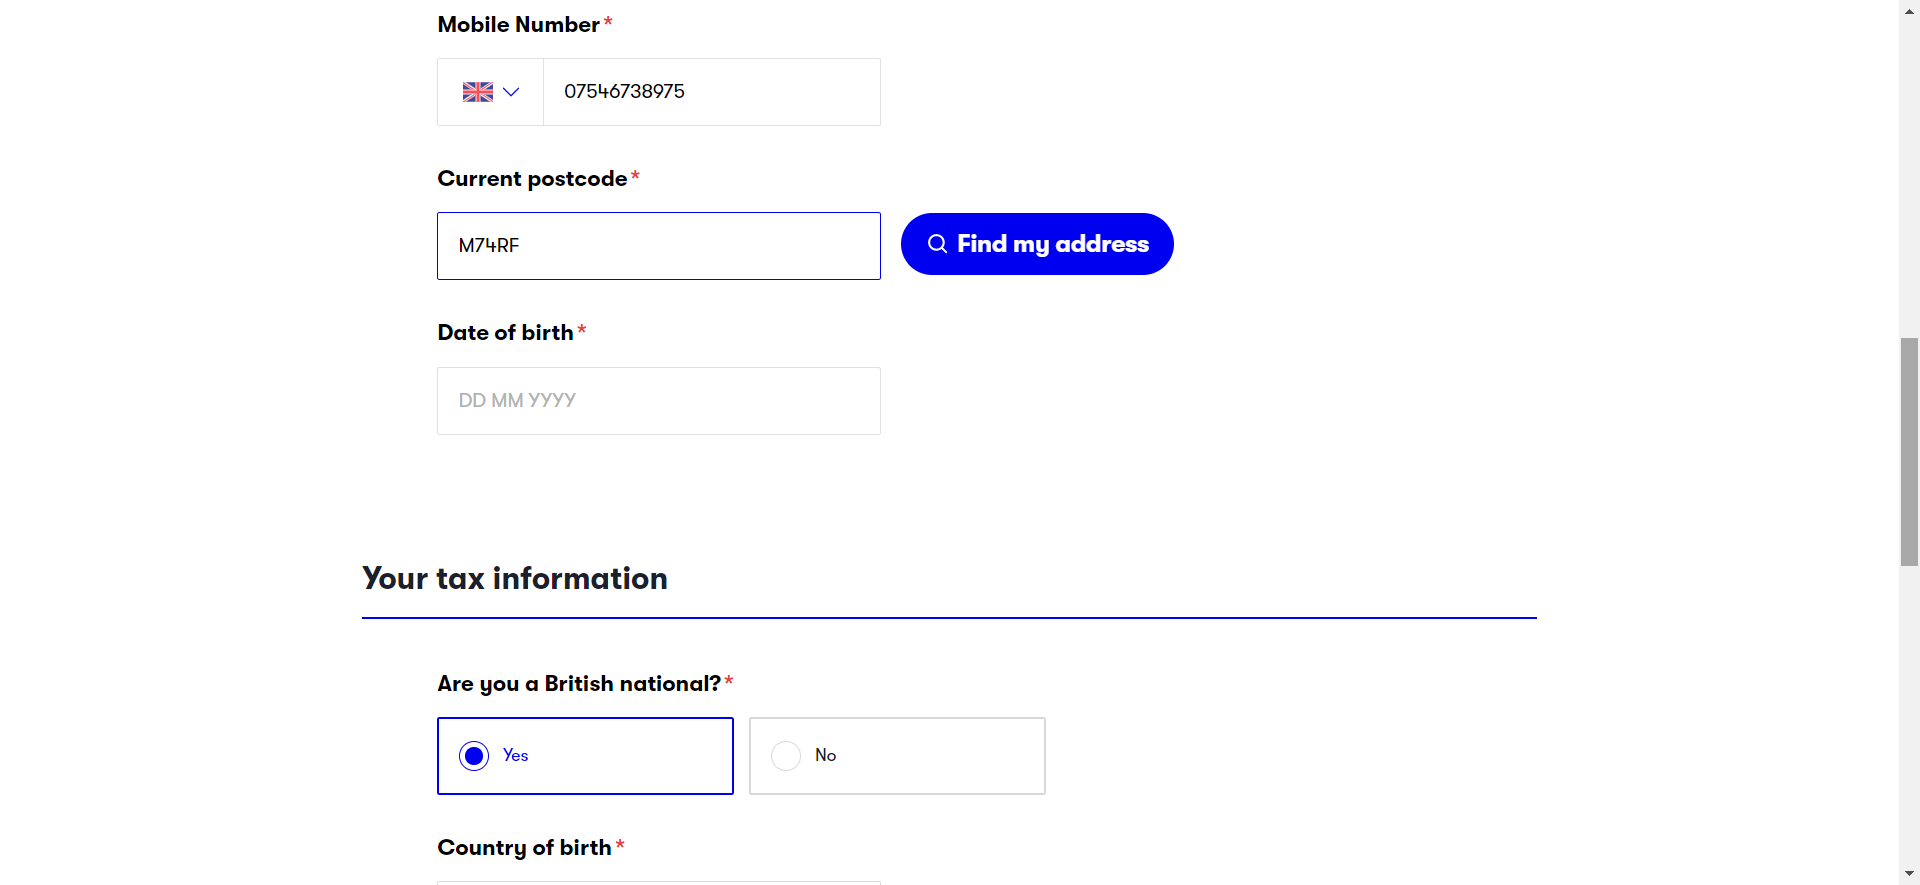 Mobile Number*
07546738975
Current postcode*
M74RF
Find my address
Date of birth*
DD MM YYYY
Your tax information
Are you a British national?*
Yes
No
Country of birth*